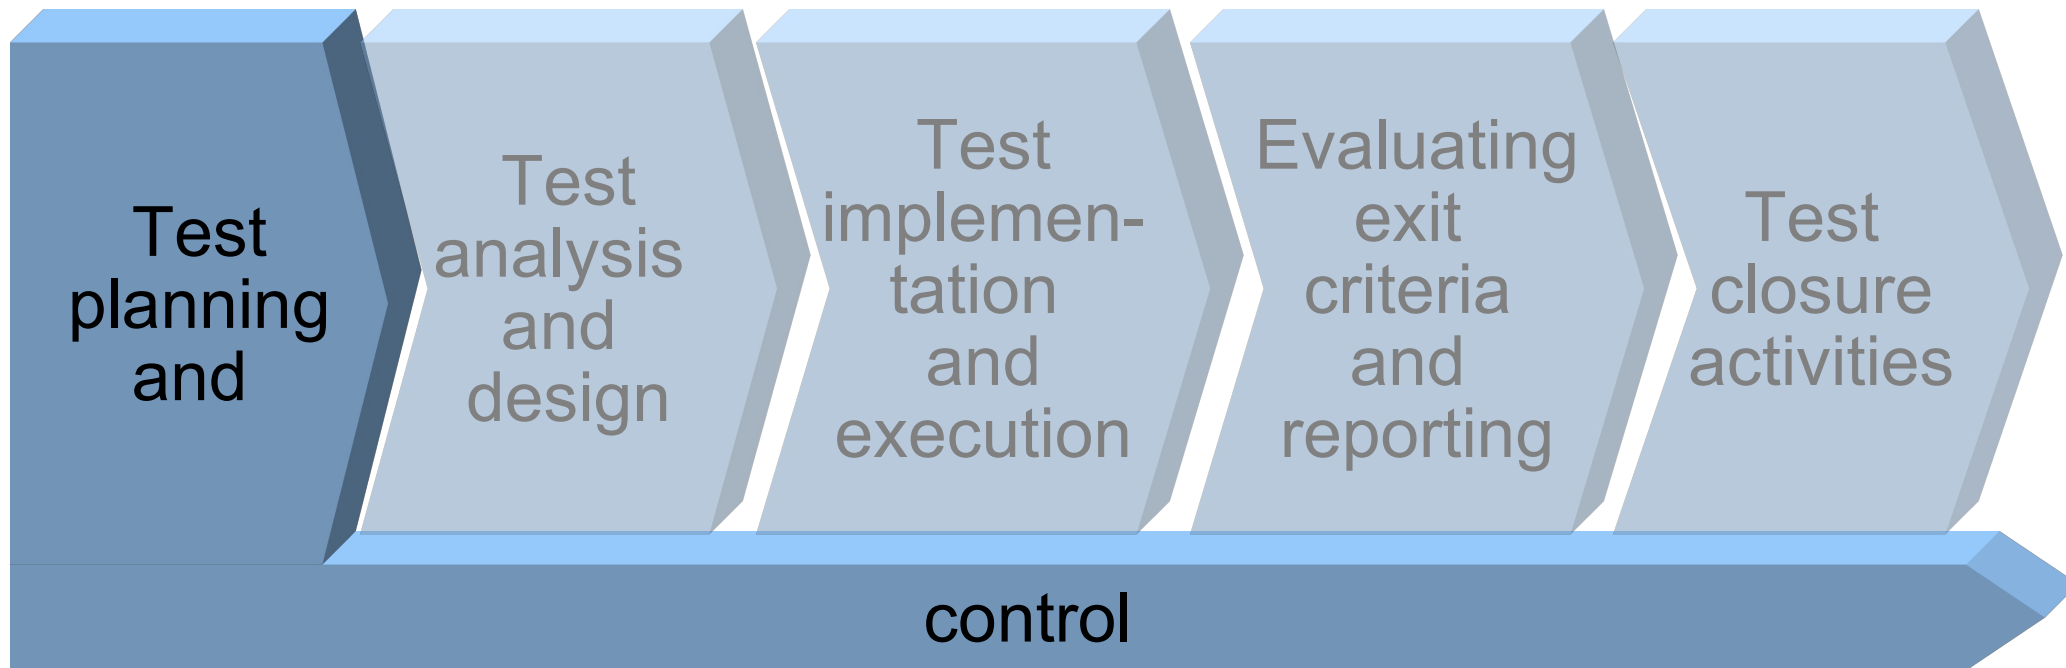 Test
planning
and
Test
analysis
and
design
Test
implemen-
tation
and
execution
Evaluating
exit
criteria
and
reporting
Test
closure
activities
control